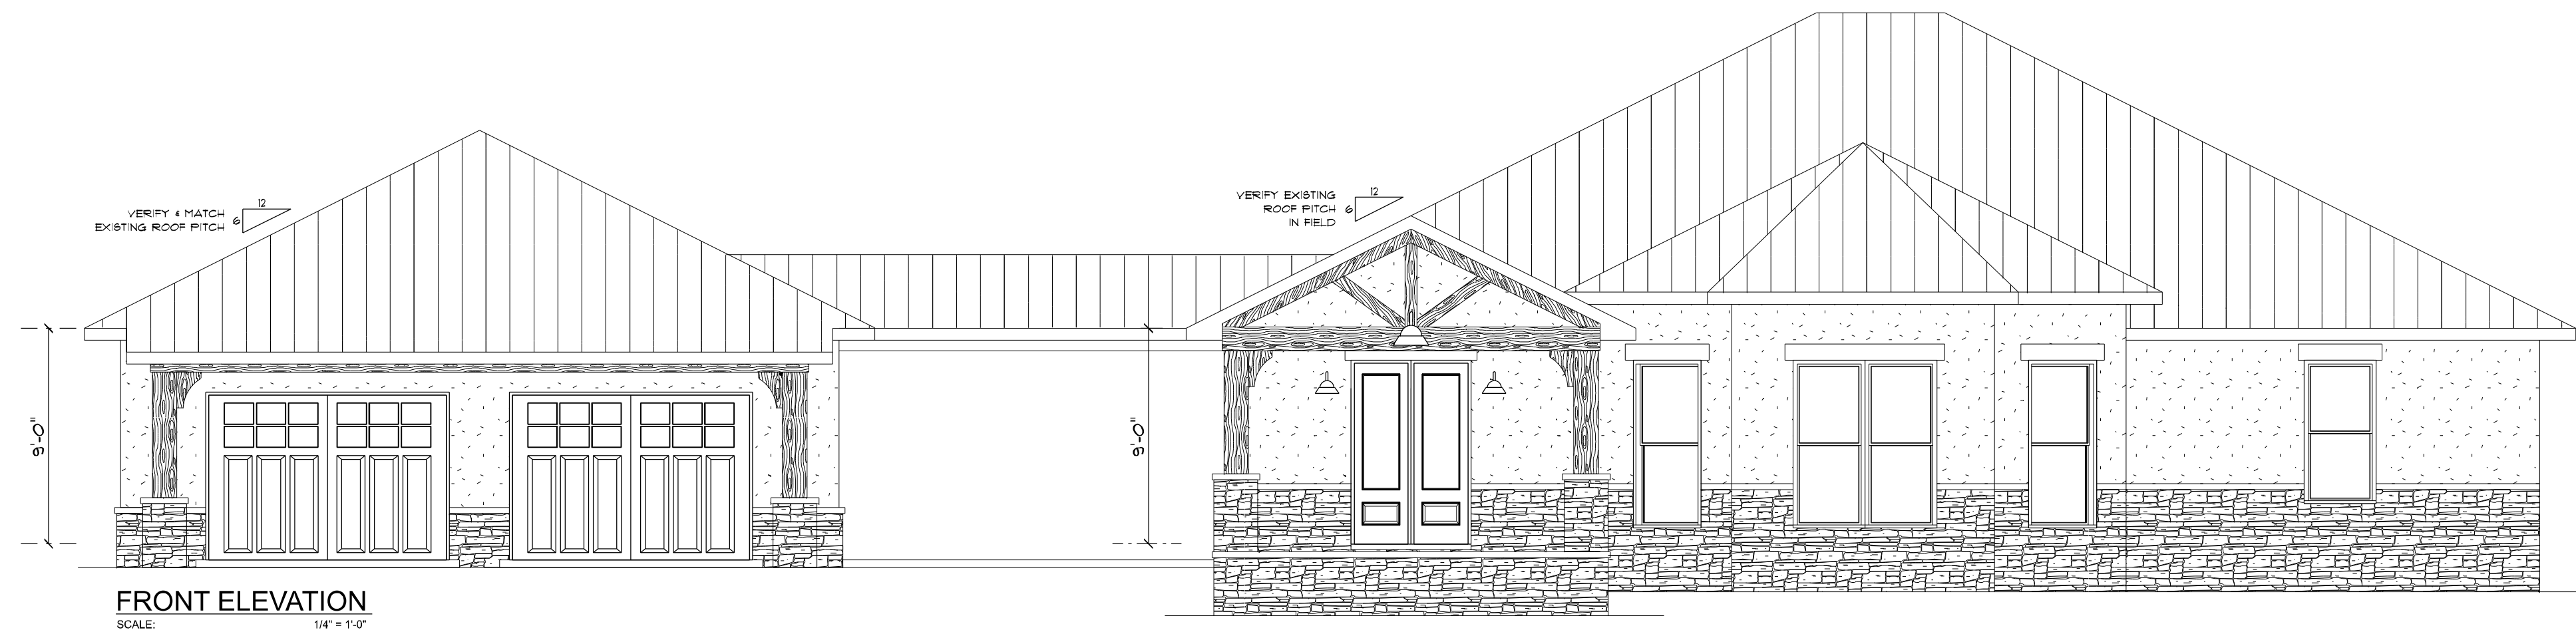 VERIFY & MATCH
EXISTING ROOF PITCH
12
6
VERIFY EXISTING
ROOF PITCH
IN FIELD
12
6
9'-0"
9'-0"
FRONT ELEVATION
SCALE: 1/4" = 1'-0"